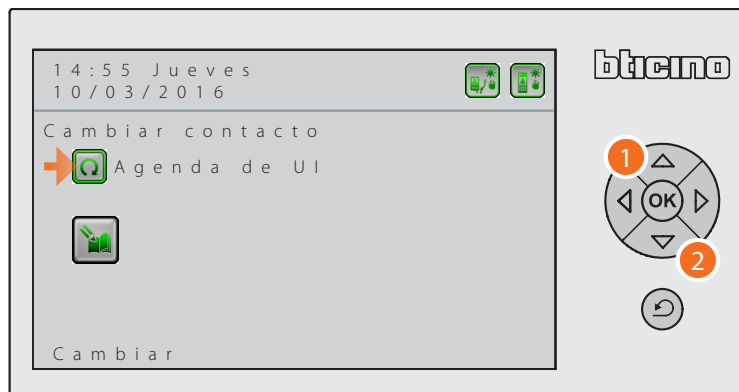 14:55 Jueves
10/03/2016
bticino
Cambiar contacto
Agenda de UI
Cambiar
1
OK
2